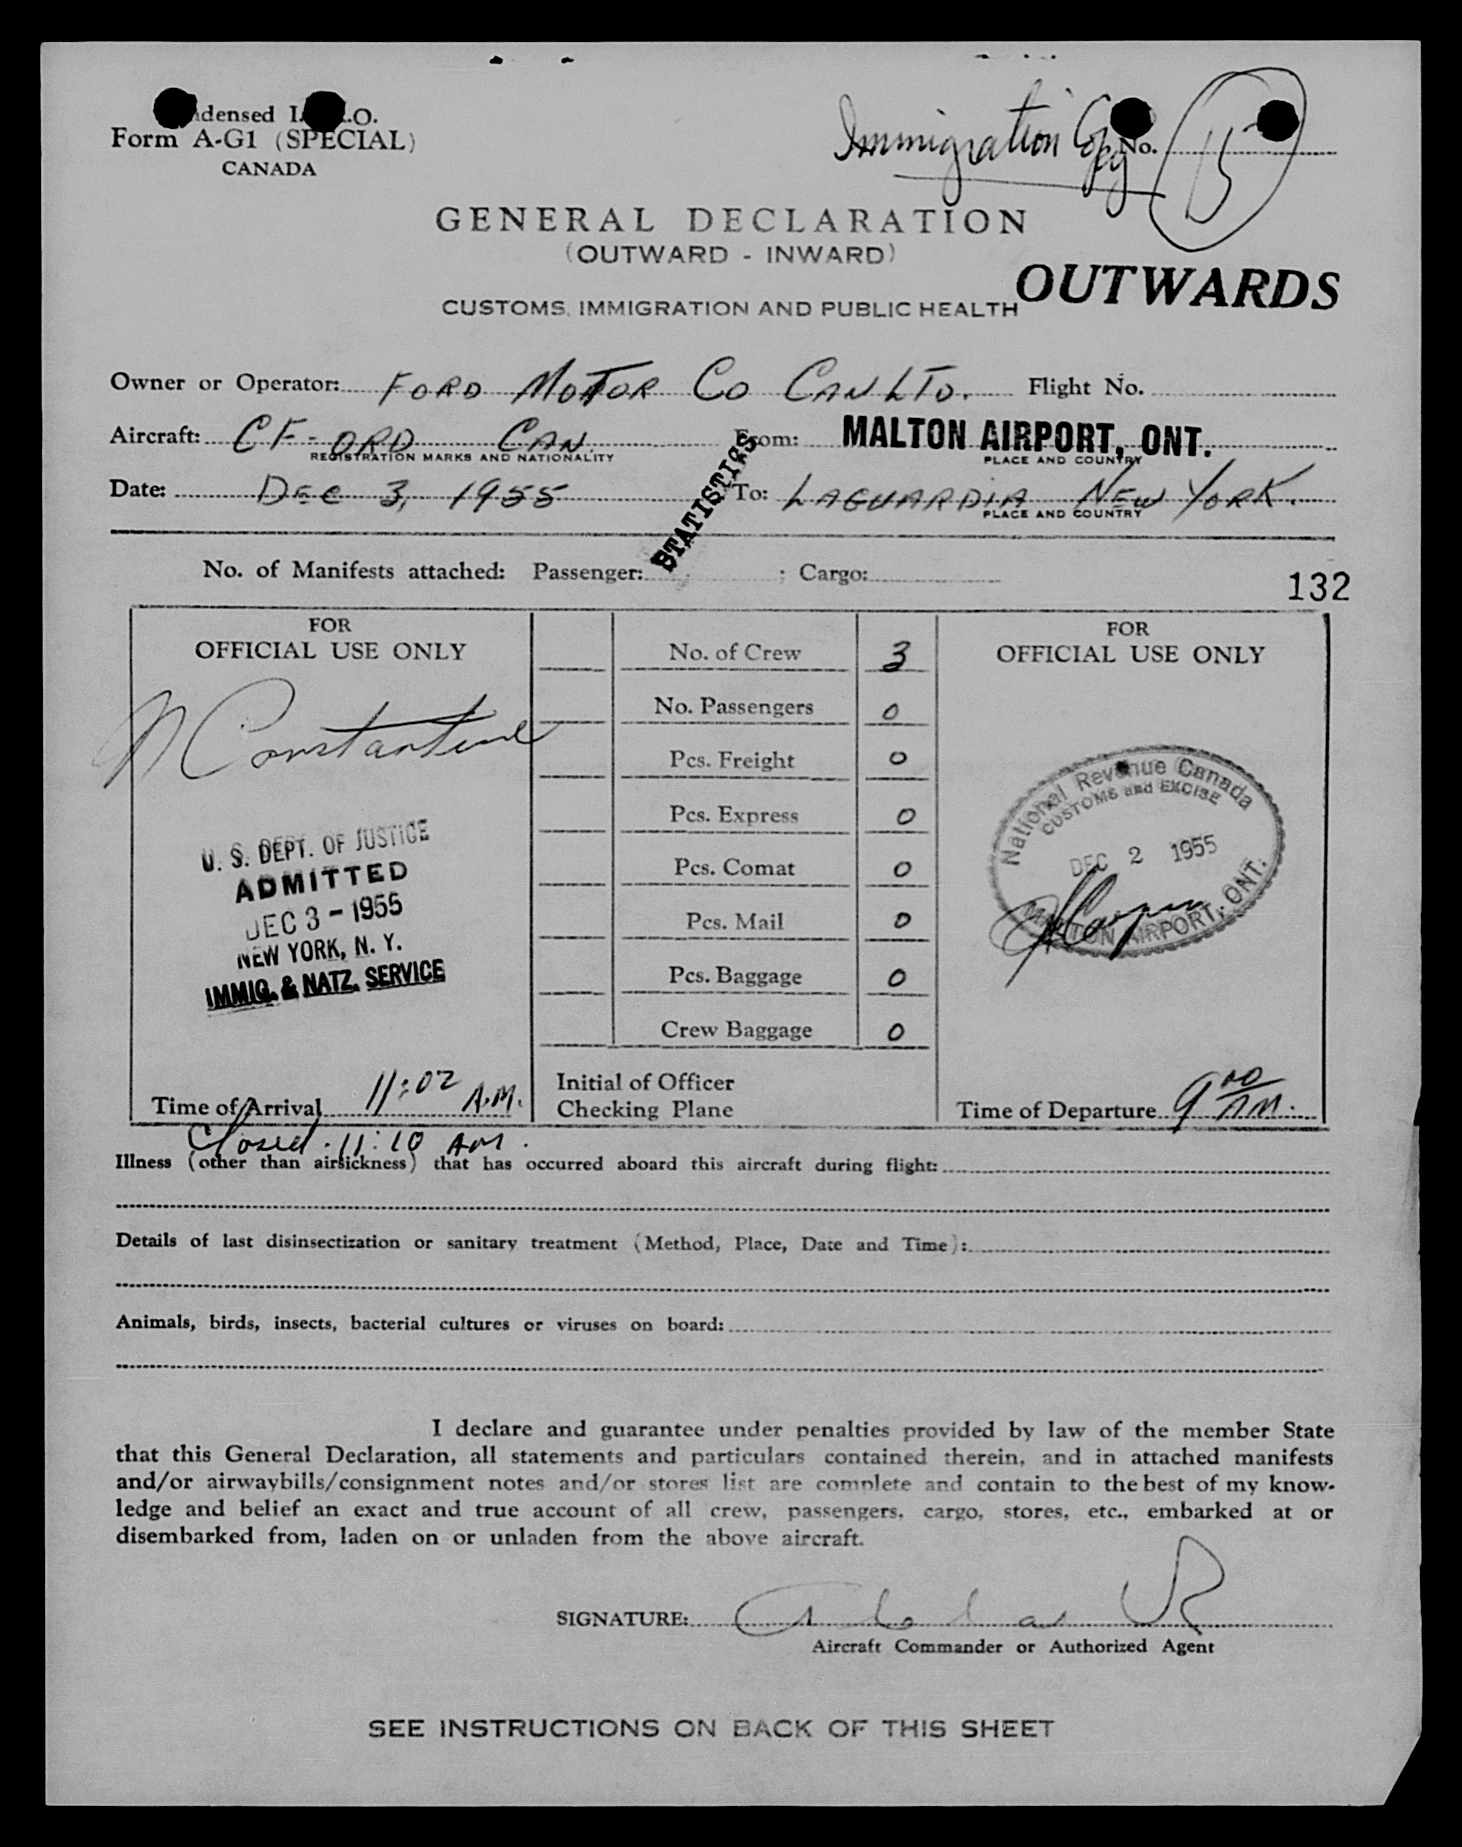 Condensed I.C.A.O.
Form A-G1 (SPECIAL)
CANADA
Immigration Copy
No. 15
GENERAL DECLARATION
(OUTWARD - INWARD)
OUTWARDS
CUSTOMS, IMMIGRATION AND PUBLIC HEALTH
Owner or Operator: FORD MOTOR CO CAN LTD. Flight No.
Aircraft: CF-ORD CAN. From: MALTON AIRPORT, ONT.
REGISTRATION MARKS AND NATIONALITY PLACE AND COUNTRY
Date: DEC 3, 1955 To: LAGUARDIA NEW YORK.
PLACE AND COUNTRY
STATISTICS
No. of Manifests attached: Passenger: ; Cargo:
132
FOR
OFFICIAL USE ONLY
N Constantine
U. S. DEPT. OF JUSTICE
ADMITTED
DEC 3 - 1955
NEW YORK, N. Y.
IMMIG. & NATZ. SERVICE
Time of Arrival 11:02 A.M.
Closed. 11:10 AM.
No. of Crew 3
No. Passengers 0
Pcs. Freight 0
Pcs. Express 0
Pcs. Comat 0
Pcs. Mail 0
Pcs. Baggage 0
Crew Baggage 0
Initial of Officer
Checking Plane
FOR
OFFICIAL USE ONLY
National Revenue Canada
CUSTOMS and EXCISE
DEC 2 1955
MALTON AIRPORT, ONT.
Time of Departure 9 00 AM.
Illness (other than airsickness) that has occurred aboard this aircraft during flight:
Details of last disinsectization or sanitary treatment (Method, Place, Date and Time):
Animals, birds, insects, bacterial cultures or viruses on board:
I declare and guarantee under penalties provided by law of the member State
that this General Declaration, all statements and particulars contained therein, and in attached manifests
and/or airwaybills/consignment notes and/or stores list are complete and contain to the best of my know-
ledge and belief an exact and true account of all crew, passengers, cargo, stores, etc., embarked at or
disembarked from, laden on or unladen from the above aircraft.
SIGNATURE:
Aircraft Commander or Authorized Agent
SEE INSTRUCTIONS ON BACK OF THIS SHEET